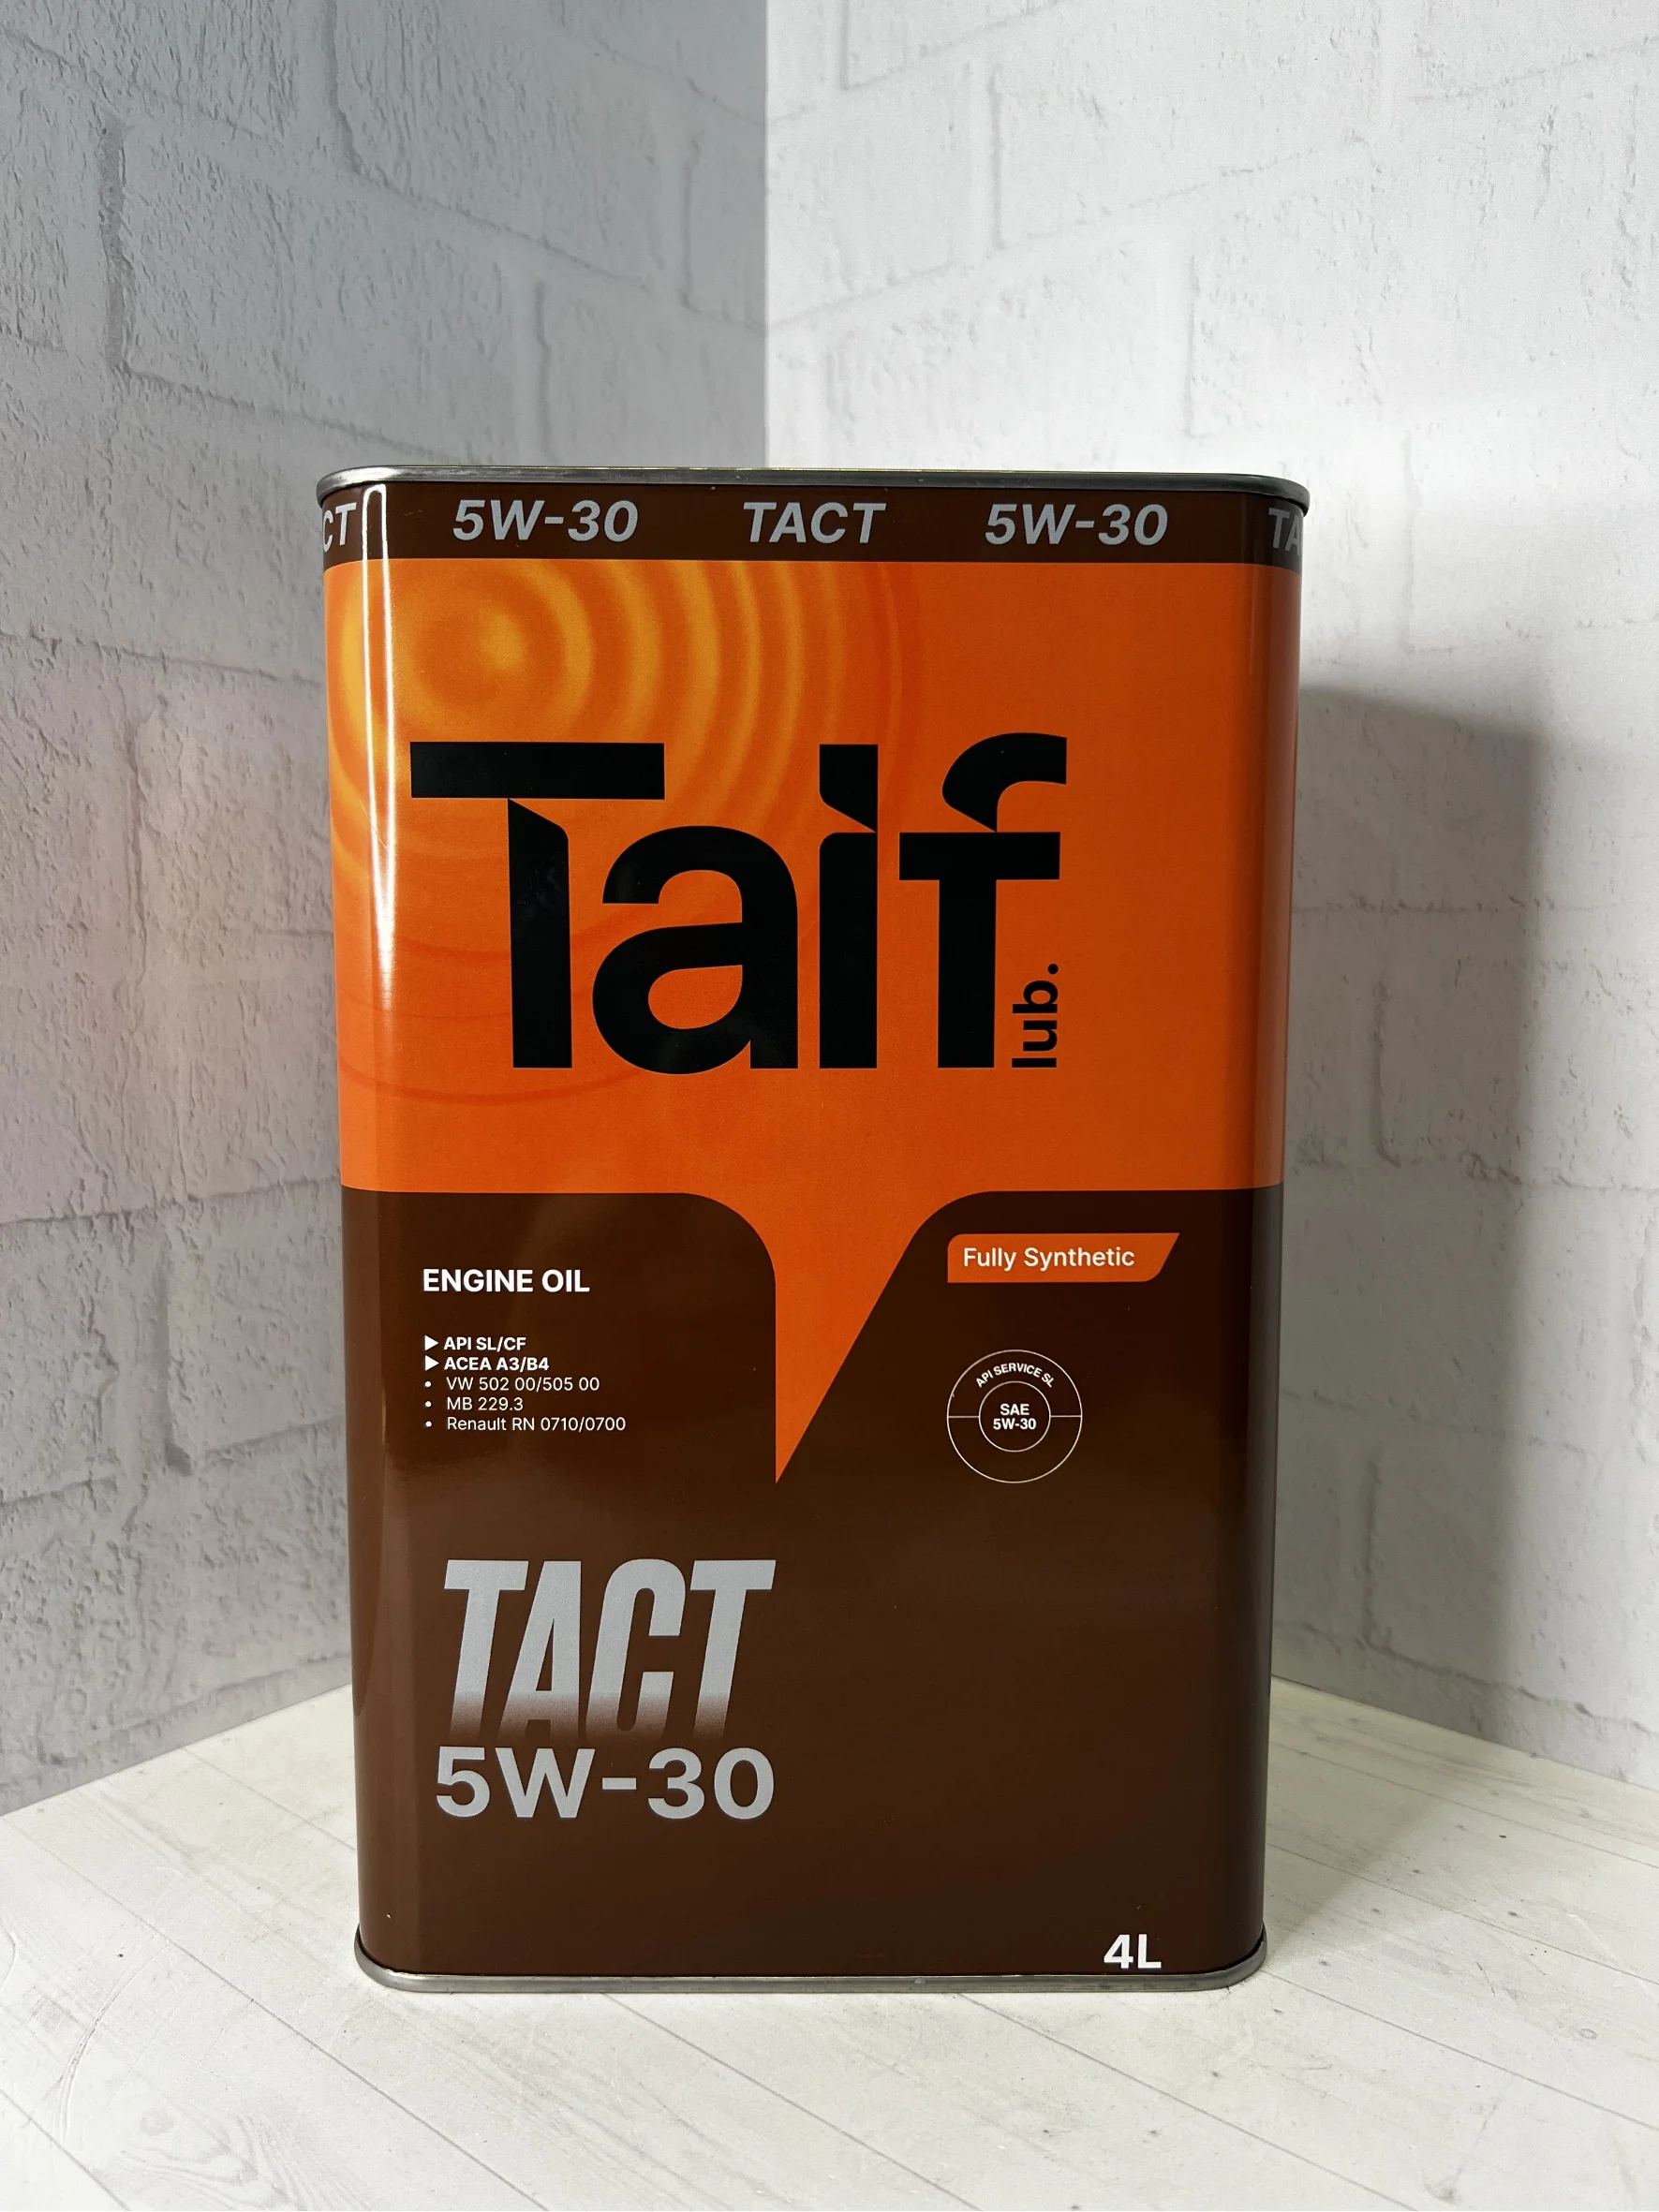 CT 5W-30 TACT 5W-30 TA
Taif
lub.
Fully Synthetic
ENGINE OIL
▶ API SL/CF
▶ ACEA A3/B4
• VW 502 00/505 00
• MB 229.3
• Renault RN 0710/0700
API SERVICE SL
SAE
5W-30
TACT
5W-30
4L